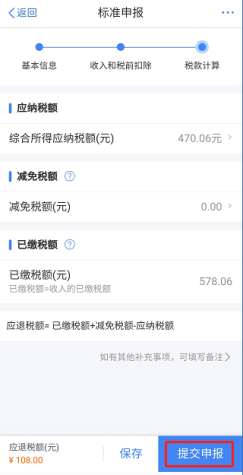 返回 标准申报 ...
基本信息 收入和税前扣除 税款计算
应纳税额
综合所得应纳税额(元) 470.06元
减免税额
减免税额(元) 0.00
已缴税额
已缴税额(元) 578.06
已缴税额=收入的已缴税额
应退税额= 已缴税额+减免税额-应纳税额
如有其他补充事项，可填写备注
应退税额(元)
¥ 108.00
保存 提交申报